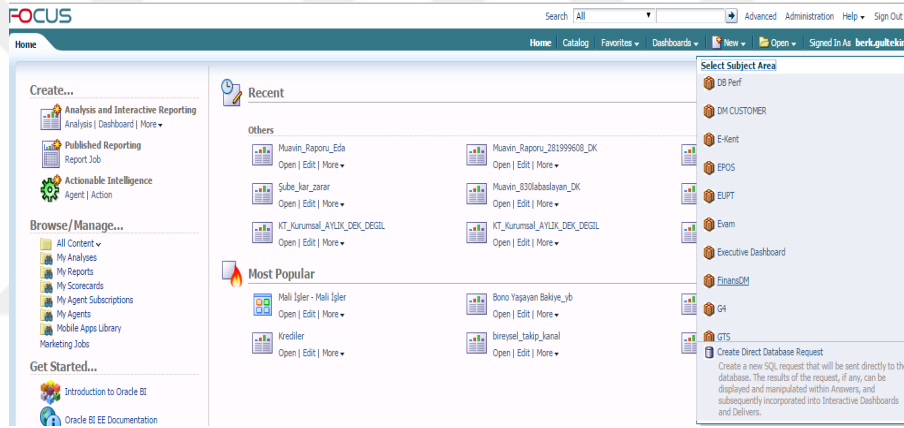 FOCUS
Search All Advanced Administration Help Sign Out
Home
Home Catalog Favorites Dashboards New Open Signed In As berk.gultekin
Create...
Analysis and Interactive Reporting
Analysis | Dashboard | More
Published Reporting
Report Job
Actionable Intelligence
Agent | Action
Browse/Manage...
All Content
My Analyses
My Reports
My Scorecards
My Agent Subscriptions
My Agents
Mobile Apps Library
Marketing Jobs
Get Started...
Introduction to Oracle BI
Oracle BI EE Documentation
Recent
Others
Muavin_Raporu_Eda
Open | Edit | More
Muavin_Raporu_281999608_DK
Open | Edit | More
Şube_kar_zarar
Open | Edit | More
Muavin_830labaslayan_DK
Open | Edit | More
KT_Kurumsal_AYLIK_DEK_DEGIL
Open | Edit | More
KT_Kurumsal_AYLIK_DEK_DEGIL
Open | Edit | More
Most Popular
Mali İşler - Mali İşler
Open | Edit | More
Bono Yaşayan Bakiye_yb
Open | Edit | More
Krediler
Open | Edit | More
bireysel_takip_kanal
Open | Edit | More
Select Subject Area
DB Perf
DM CUSTOMER
E-Kent
EPOS
EUPT
Evam
Executive Dashboard
FinansDM
G4
GTS
Create Direct Database Request
Create a new SQL request that will be sent directly to the
database. The results of the request, if any, can be
displayed and manipulated within Answers, and
subsequently incorporated into Interactive Dashboards
and Delivers.